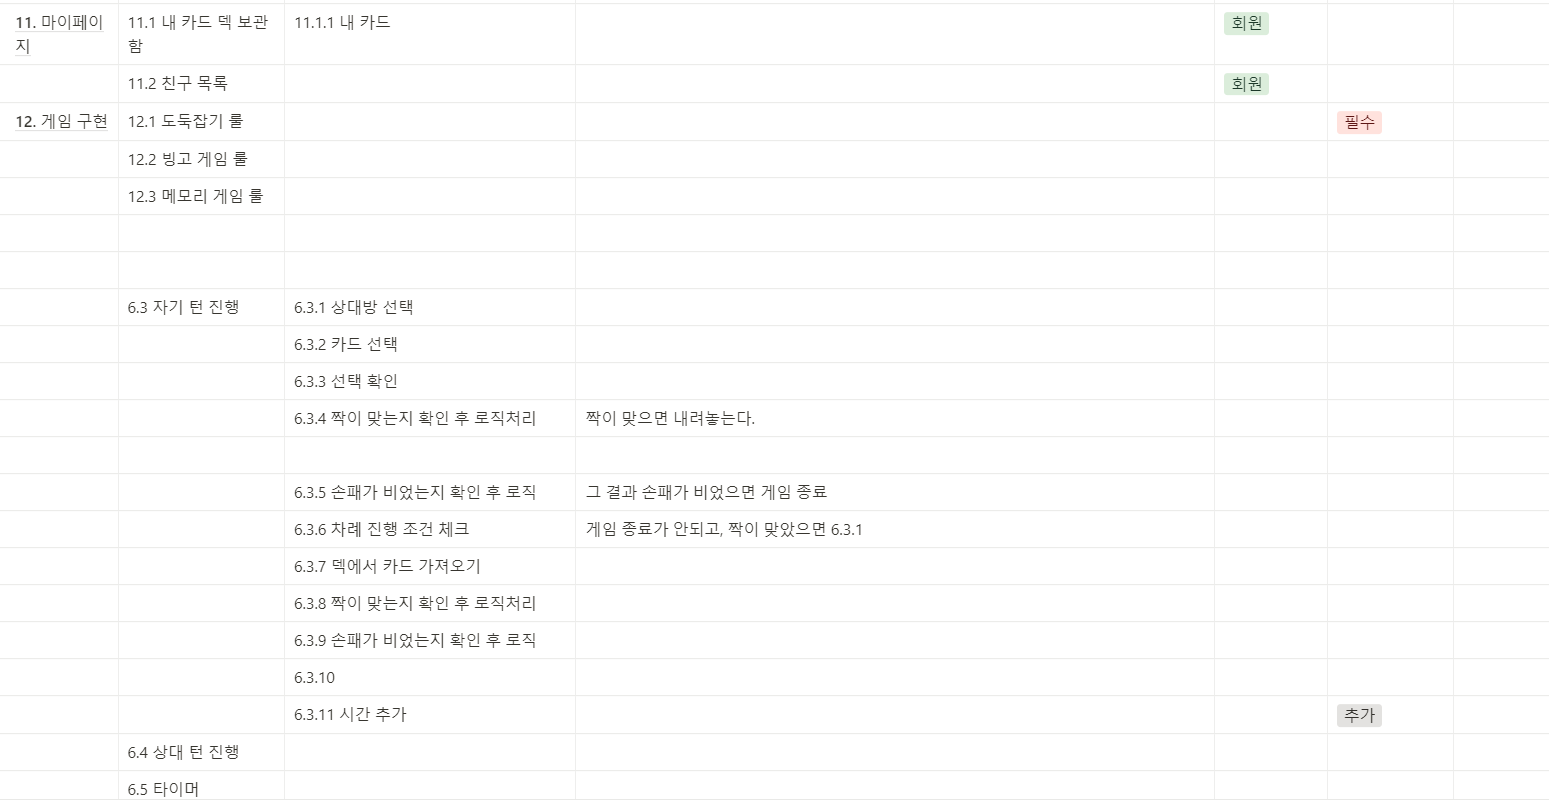 11. 마이페이지
11.1 내 카드 덱 보관함
11.1.1 내 카드
회원
11.2 친구 목록
회원
12. 게임 구현
12.1 도둑잡기 룰
필수
12.2 빙고 게임 룰
12.3 메모리 게임 룰
6.3 자기 턴 진행
6.3.1 상대방 선택
6.3.2 카드 선택
6.3.3 선택 확인
6.3.4 짝이 맞는지 확인 후 로직처리
짝이 맞으면 내려놓는다.
6.3.5 손패가 비었는지 확인 후 로직
그 결과 손패가 비었으면 게임 종료
6.3.6 차례 진행 조건 체크
게임 종료가 안되고, 짝이 맞았으면 6.3.1
6.3.7 덱에서 카드 가져오기
6.3.8 짝이 맞는지 확인 후 로직처리
6.3.9 손패가 비었는지 확인 후 로직
6.3.10
6.3.11 시간 추가
추가
6.4 상대 턴 진행
6.5 타이머